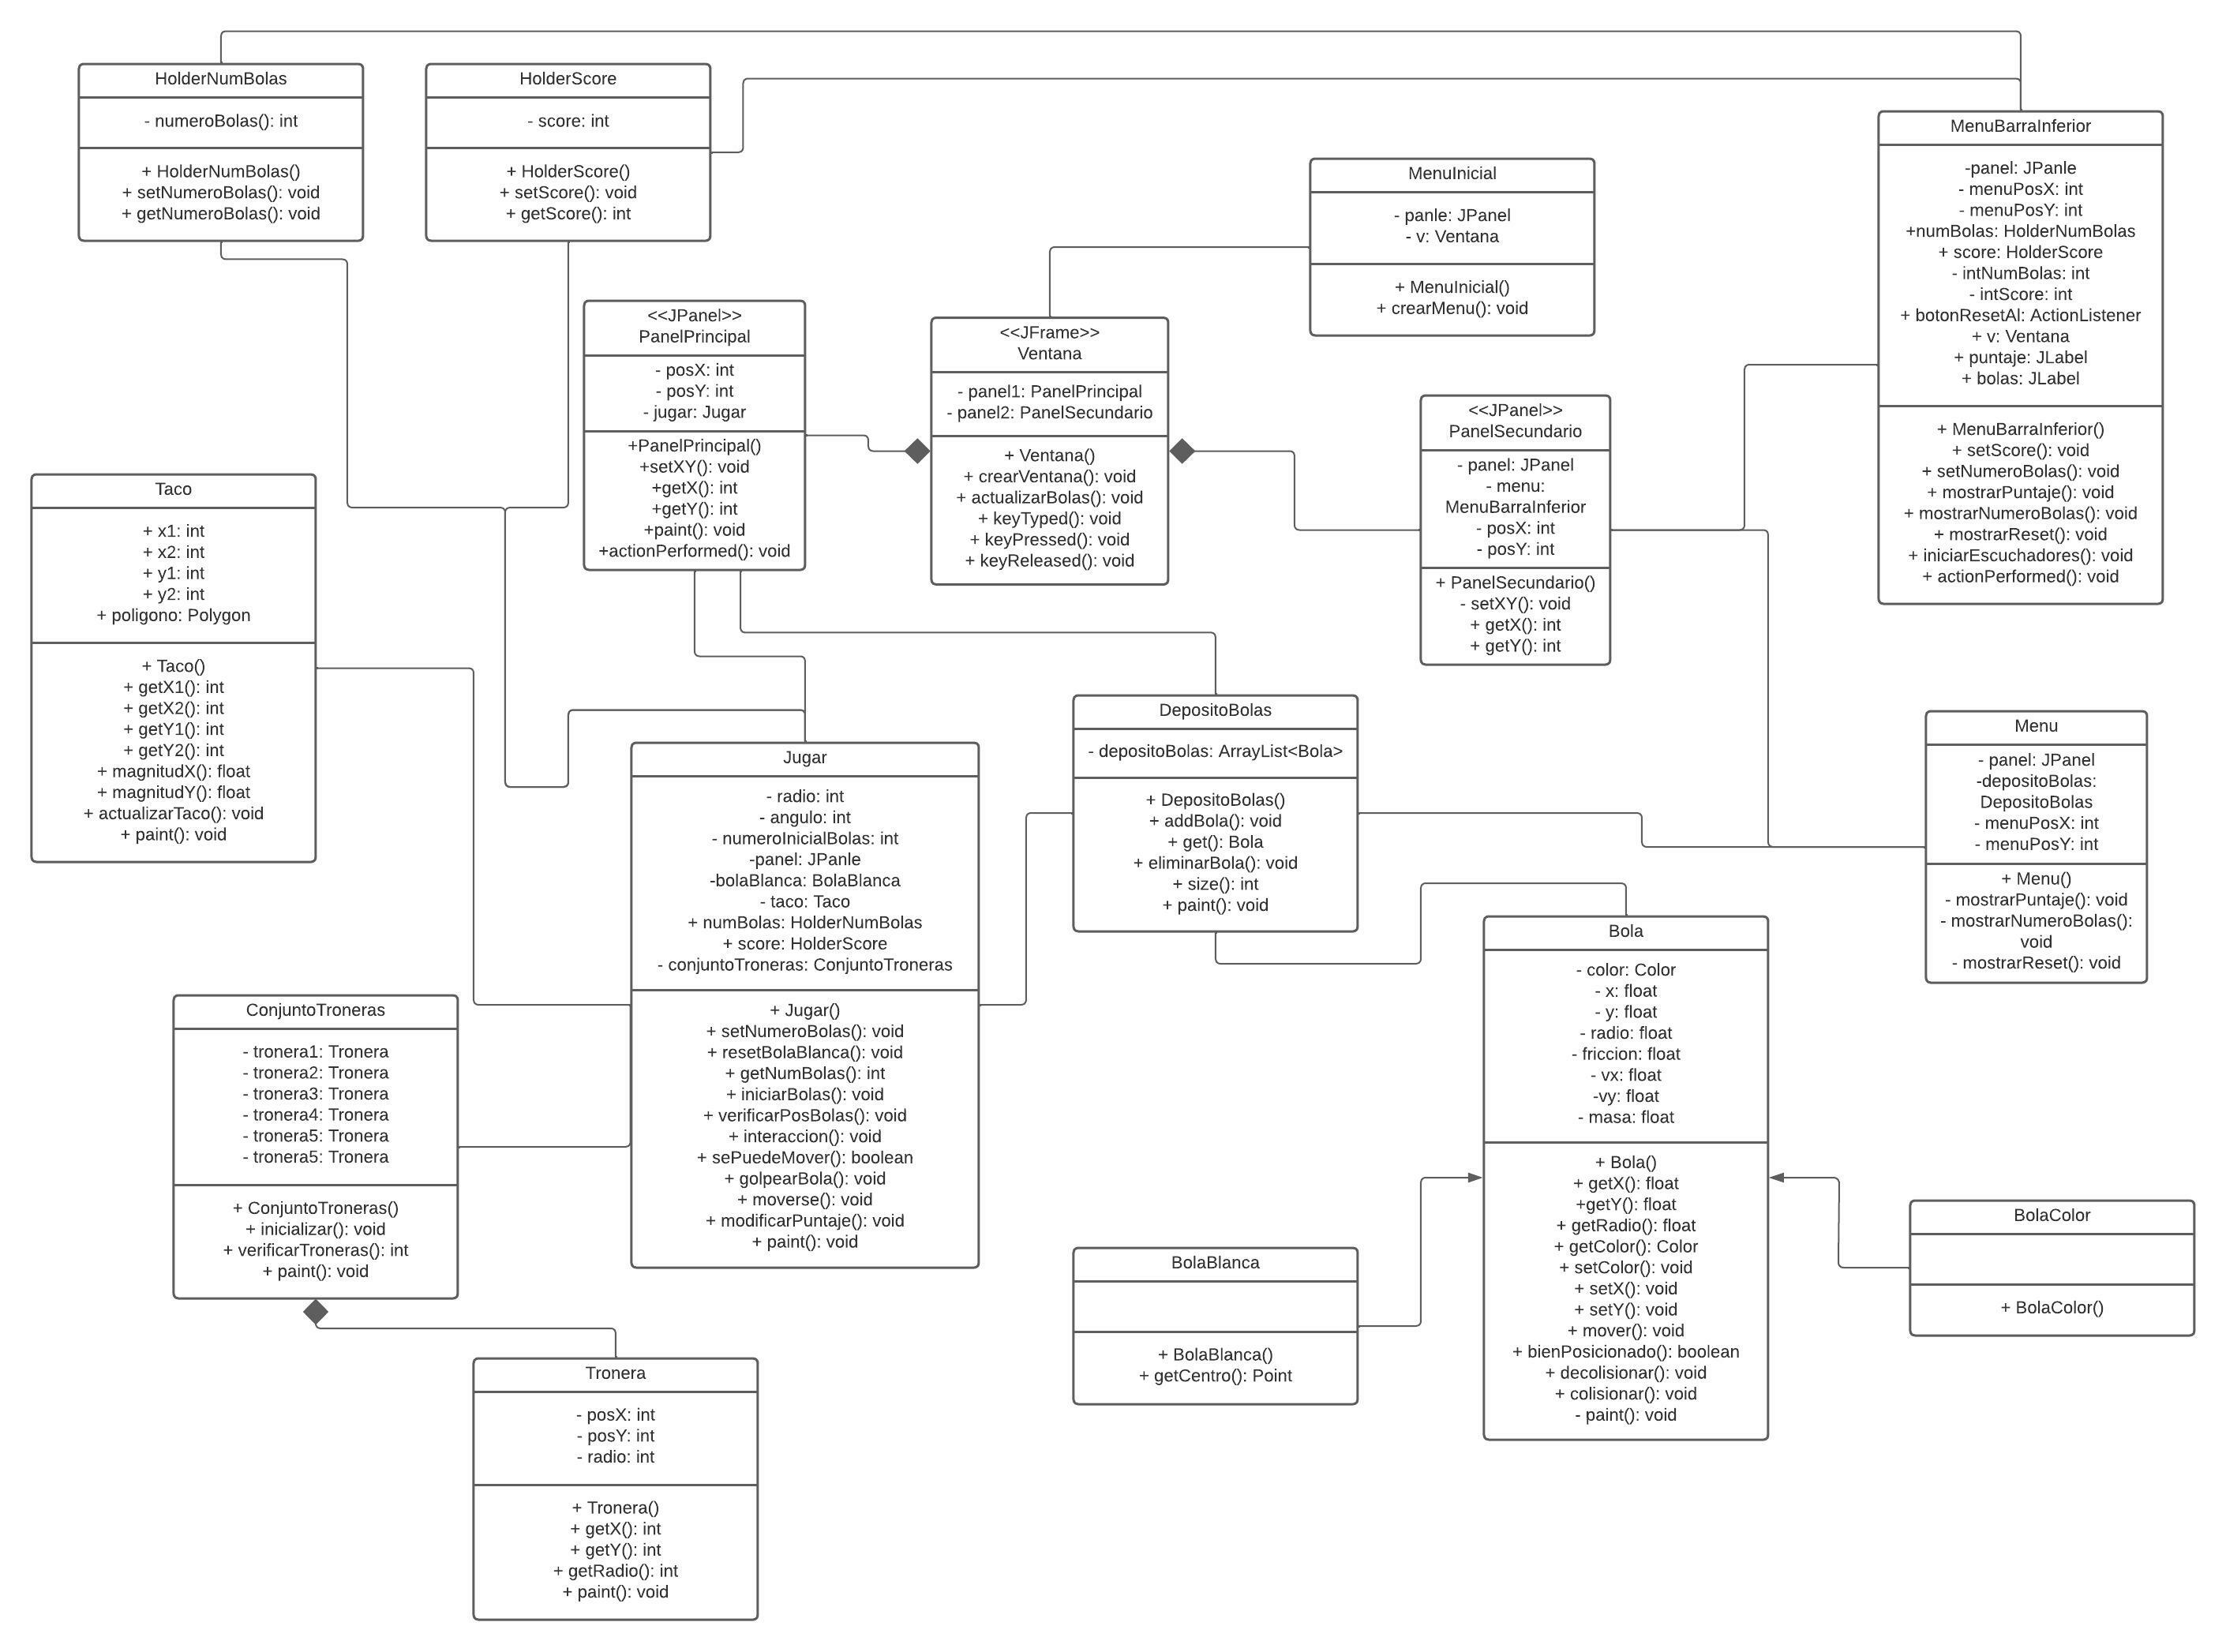 HolderNumBolas
- numeroBolas(): int
+ HolderNumBolas()
+ setNumeroBolas(): void
+ getNumeroBolas(): void
HolderScore
- score: int
+ HolderScore()
+ setScore(): void
+ getScore(): int
MenuInicial
- panle: JPanel
- v: Ventana
+ MenuInicial()
+ crearMenu(): void
MenuBarraInferior
-panel: JPanle
- menuPosX: int
- menuPosY: int
+numBolas: HolderNumBolas
+ score: HolderScore
- intNumBolas: int
- intScore: int
+ botonResetAl: ActionListener
+ v: Ventana
+ puntaje: JLabel
+ bolas: JLabel
+ MenuBarraInferior()
+ setScore(): void
+ setNumeroBolas(): void
+ mostrarPuntaje(): void
+ mostrarNumeroBolas(): void
+ mostrarReset(): void
+ iniciarEscuchadores(): void
+ actionPerformed(): void
<<JPanel>>
PanelPrincipal
- posX: int
- posY: int
- jugar: Jugar
+PanelPrincipal()
+setXY(): void
+getX(): int
+getY(): int
+paint(): void
+actionPerformed(): void
<<JFrame>>
Ventana
- panel1: PanelPrincipal
- panel2: PanelSecundario
+ Ventana()
+ crearVentana(): void
+ actualizarBolas(): void
+ keyTyped(): void
+ keyPressed(): void
+ keyReleased(): void
<<JPanel>>
PanelSecundario
- panel: JPanel
- menu:
MenuBarraInferior
- posX: int
- posY: int
+ PanelSecundario()
- setXY(): void
+ getX(): int
+ getY(): int
Taco
+ x1: int
+ x2: int
+ y1: int
+ y2: int
+ poligono: Polygon
+ Taco()
+ getX1(): int
+ getX2(): int
+ getY1(): int
+ getY2(): int
+ magnitudX(): float
+ magnitudY(): float
+ actualizarTaco(): void
+ paint(): void
Jugar
- radio: int
- angulo: int
- numeroInicialBolas: int
-panel: JPanle
-bolaBlanca: BolaBlanca
- taco: Taco
+ numBolas: HolderNumBolas
+ score: HolderScore
- conjuntoTroneras: ConjuntoTroneras
+ Jugar()
+ setNumeroBolas(): void
+ resetBolaBlanca(): void
+ getNumBolas(): int
+ iniciarBolas(): void
+ verificarPosBolas(): void
+ interaccion(): void
+ sePuedeMover(): boolean
+ golpearBola(): void
+ moverse(): void
+ modificarPuntaje(): void
+ paint(): void
DepositoBolas
- depositoBolas: ArrayList<Bola>
+ DepositoBolas()
+ addBola(): void
+ get(): Bola
+ eliminarBola(): void
+ size(): int
+ paint(): void
Menu
- panel: JPanel
-depositoBolas:
DepositoBolas
- menuPosX: int
- menuPosY: int
+ Menu()
- mostrarPuntaje(): void
- mostrarNumeroBolas():
void
- mostrarReset(): void
Bola
- color: Color
- x: float
- y: float
- radio: float
- friccion: float
- vx: float
-vy: float
- masa: float
+ Bola()
+ getX(): float
+getY(): float
+ getRadio(): float
+ getColor(): Color
+ setColor(): void
+ setX(): void
+ setY(): void
+ mover(): void
+ bienPosicionado(): boolean
+ decolisionar(): void
+ colisionar(): void
- paint(): void
ConjuntoTroneras
- tronera1: Tronera
- tronera2: Tronera
- tronera3: Tronera
- tronera4: Tronera
- tronera5: Tronera
- tronera5: Tronera
+ ConjuntoTroneras()
+ inicializar(): void
+ verificarTroneras(): int
+ paint(): void
BolaBlanca
+ BolaBlanca()
+ getCentro(): Point
BolaColor
+ BolaColor()
Tronera
- posX: int
- posY: int
- radio: int
+ Tronera()
+ getX(): int
+ getY(): int
+ getRadio(): int
+ paint(): void